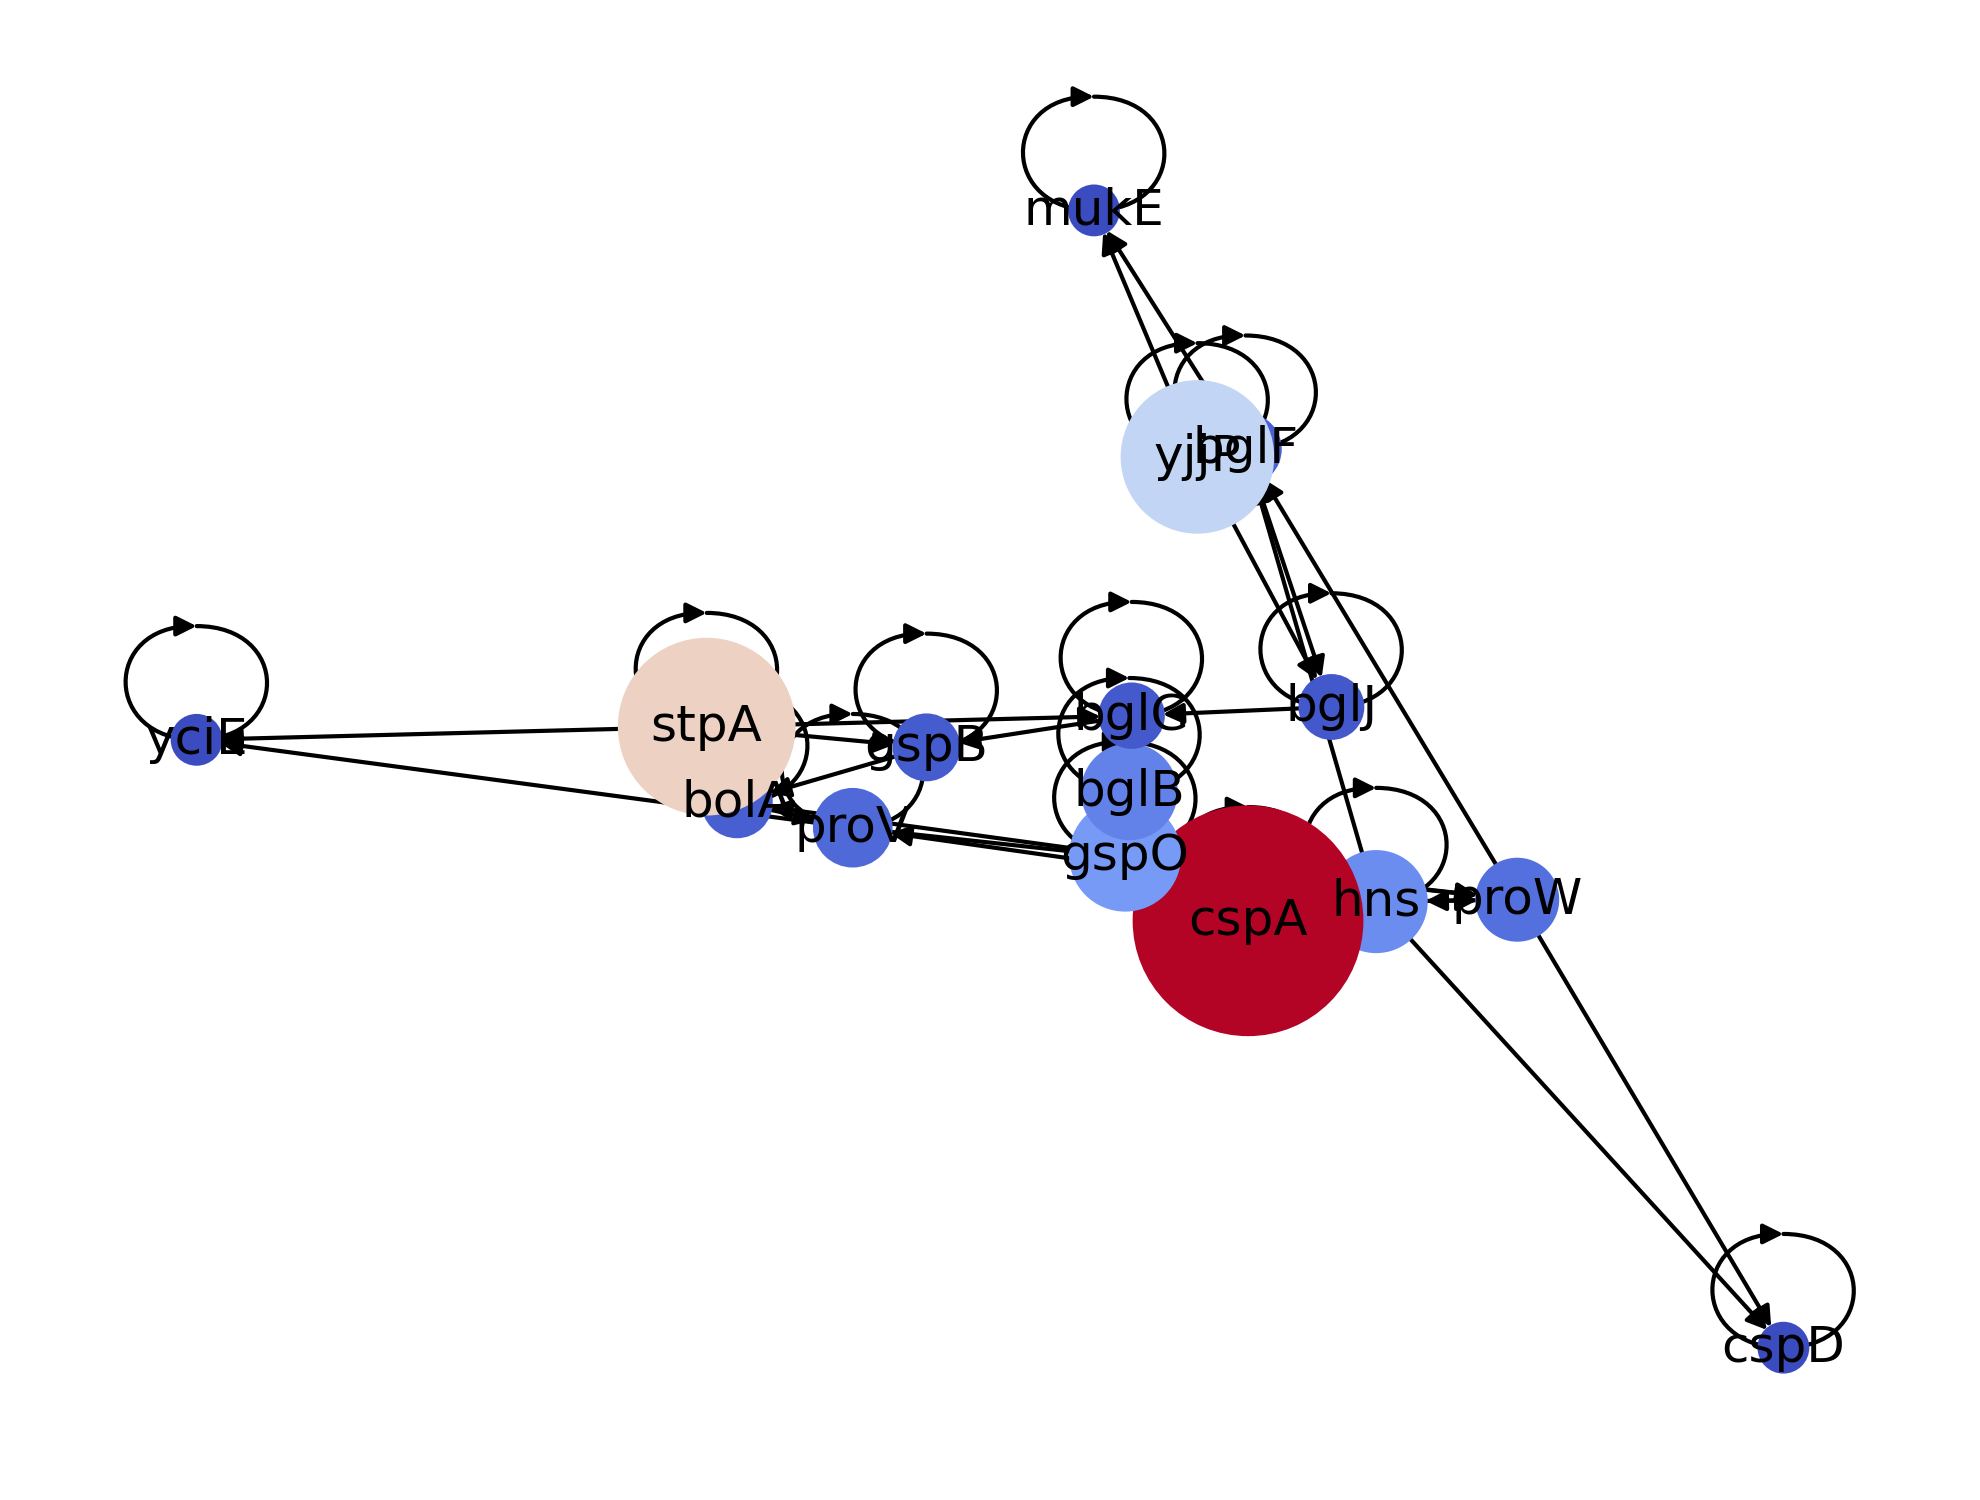 mukE
yjjP
bglF
bglJ
bglG
stpA
yciE
gspB
bglB
bolA
proV
gspO
hns
proW
cspA
cspD